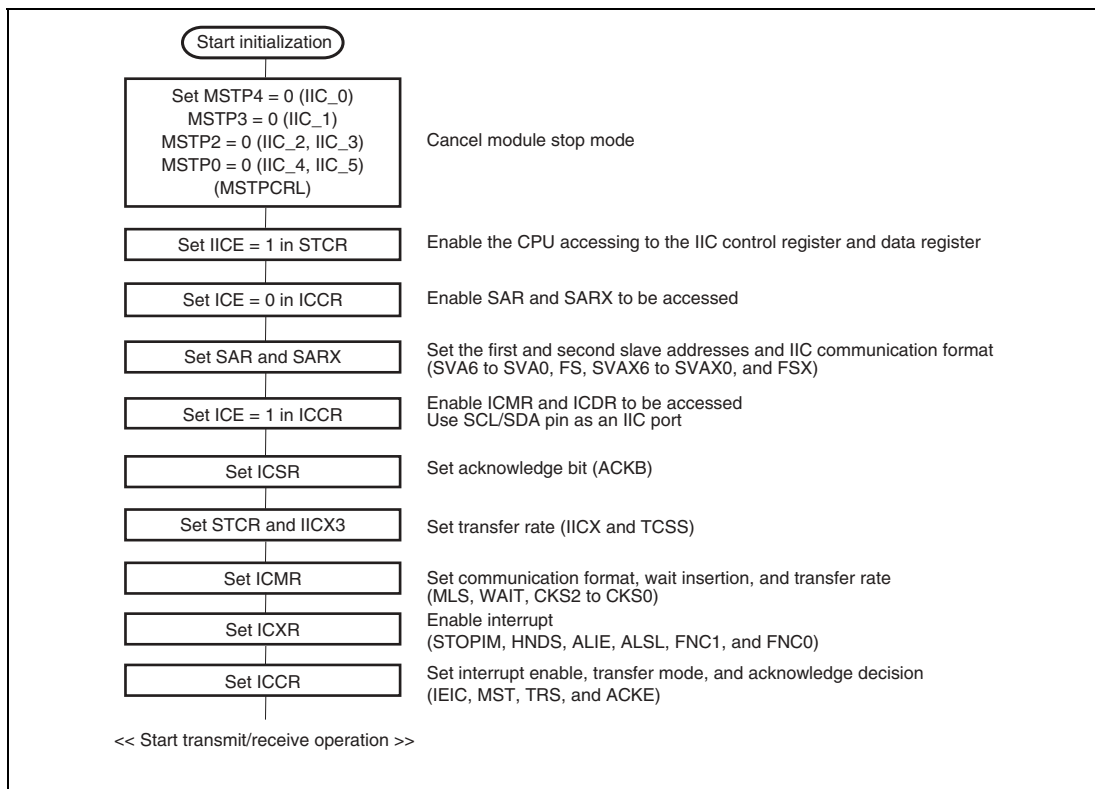 Start initialization
Set MSTP4 = 0 (IIC_0)
MSTP3 = 0 (IIC_1)
MSTP2 = 0 (IIC_2, IIC_3)
MSTP0 = 0 (IIC_4, IIC_5)
(MSTPCRL)
Cancel module stop mode
Set IICE = 1 in STCR
Enable the CPU accessing to the IIC control register and data register
Set ICE = 0 in ICCR
Enable SAR and SARX to be accessed
Set SAR and SARX
Set the first and second slave addresses and IIC communication format
(SVA6 to SVA0, FS, SVAX6 to SVAX0, and FSX)
Set ICE = 1 in ICCR
Enable ICMR and ICDR to be accessed
Use SCL/SDA pin as an IIC port
Set ICSR
Set acknowledge bit (ACKB)
Set STCR and IICX3
Set transfer rate (IICX and TCSS)
Set ICMR
Set communication format, wait insertion, and transfer rate
(MLS, WAIT, CKS2 to CKS0)
Set ICXR
Enable interrupt
(STOPIM, HNDS, ALIE, ALSL, FNC1, and FNC0)
Set ICCR
Set interrupt enable, transfer mode, and acknowledge decision
(IEIC, MST, TRS, and ACKE)
<< Start transmit/receive operation >>